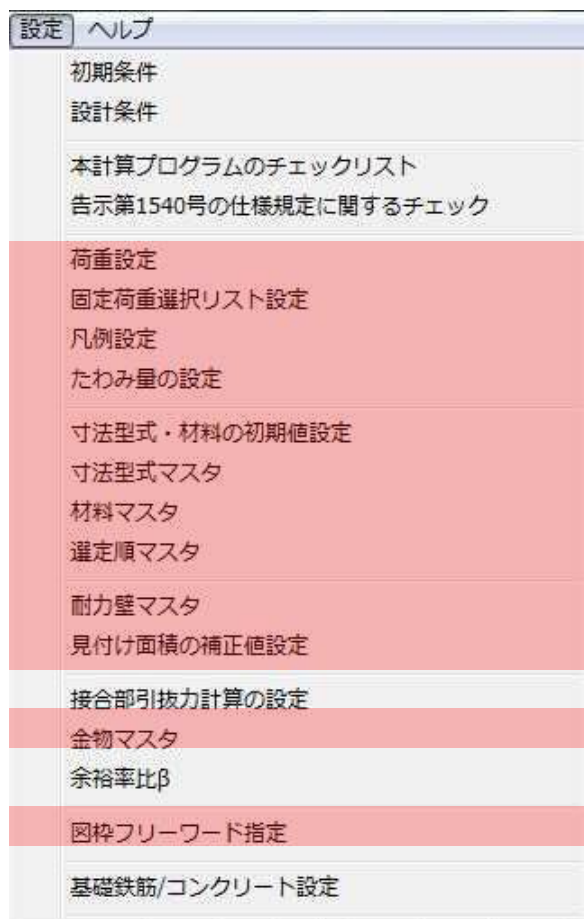 設定 ヘルプ
初期条件
設計条件
本計算プログラムのチェックリスト
告示第1540号の仕様規定に関するチェック
荷重設定
固定荷重選択リスト設定
凡例設定
たわみ量の設定
寸法型式・材料の初期値設定
寸法型式マスタ
材料マスタ
選定順マスタ
耐力壁マスタ
見付け面積の補正値設定
接合部引抜力計算の設定
金物マスタ
余裕率比β
図枠フリーワード指定
基礎鉄筋/コンクリート設定